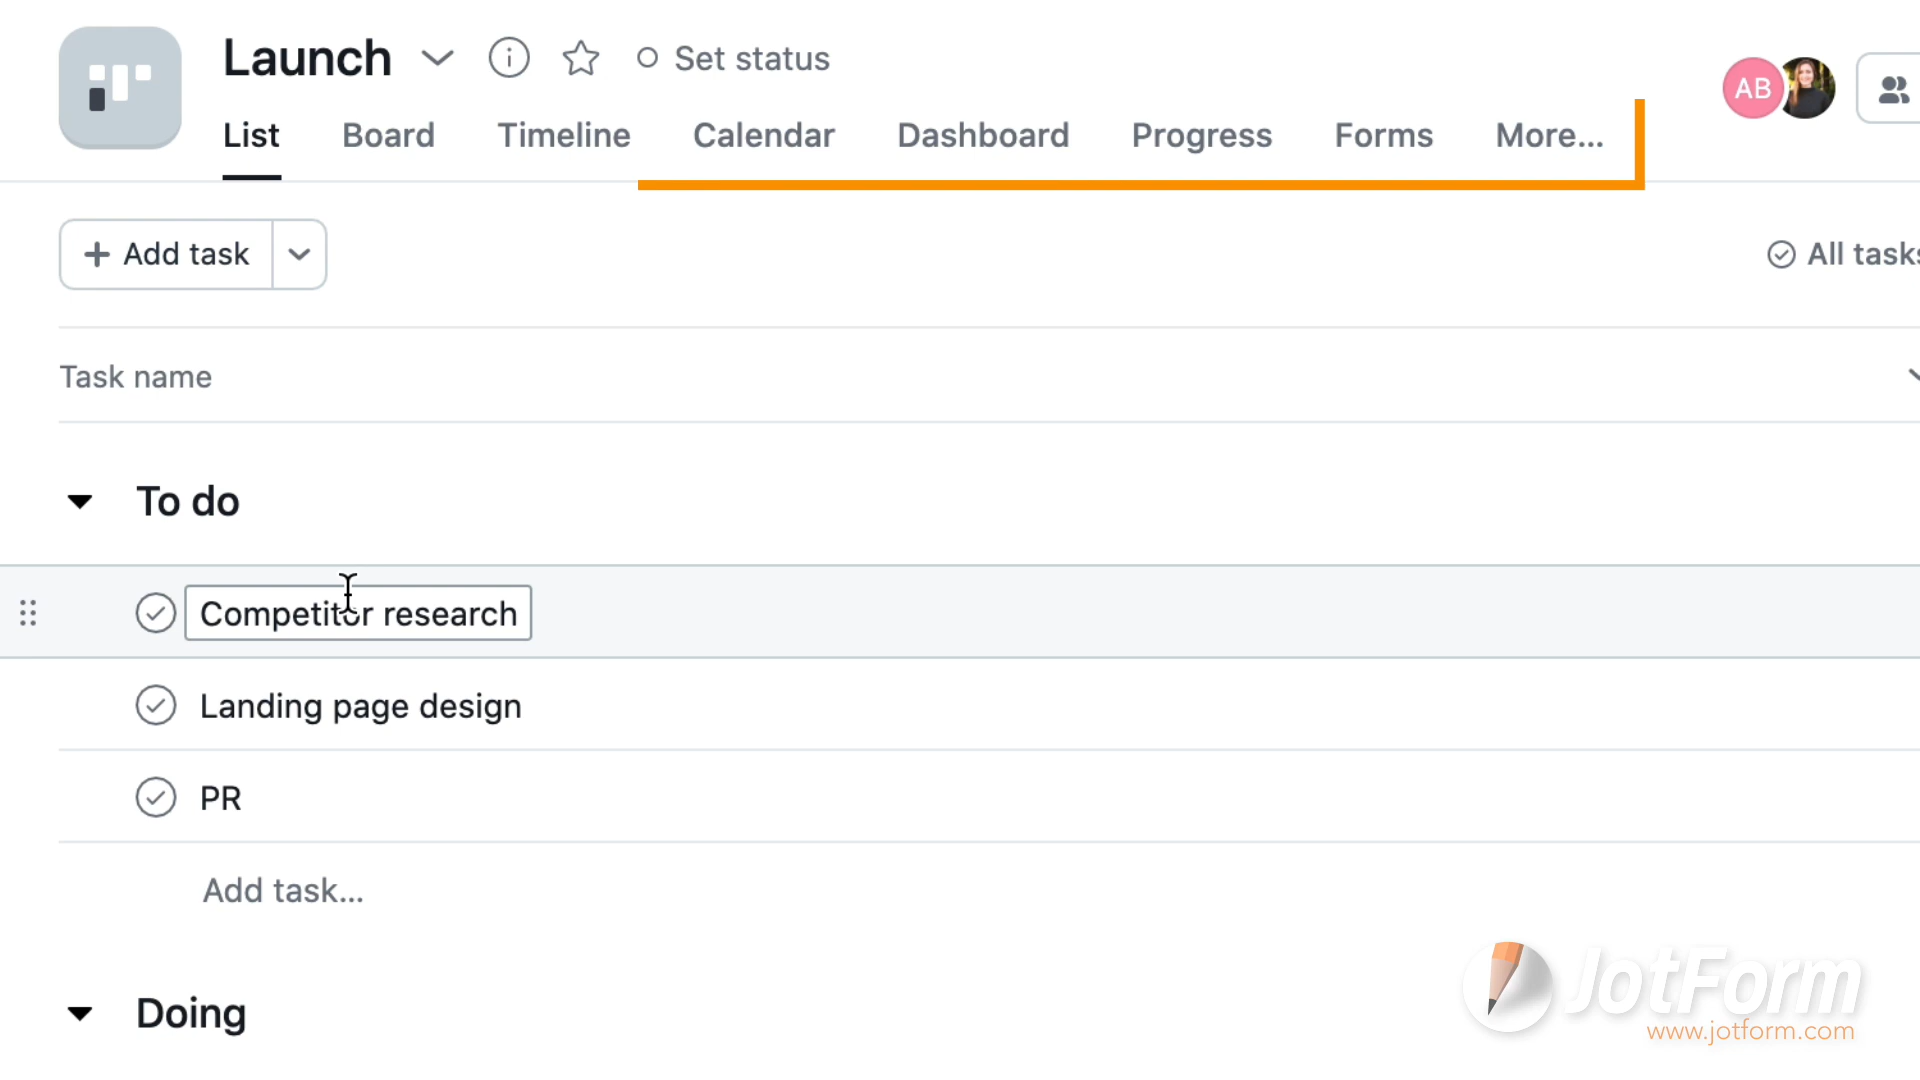 Launch
Set status
AB
List Board Timeline Calendar Dashboard Progress Forms More...
+ Add task
All tasks
Task name
To do
Competitor research
Landing page design
PR
Add task...
Doing
JotForm
www.jotform.com